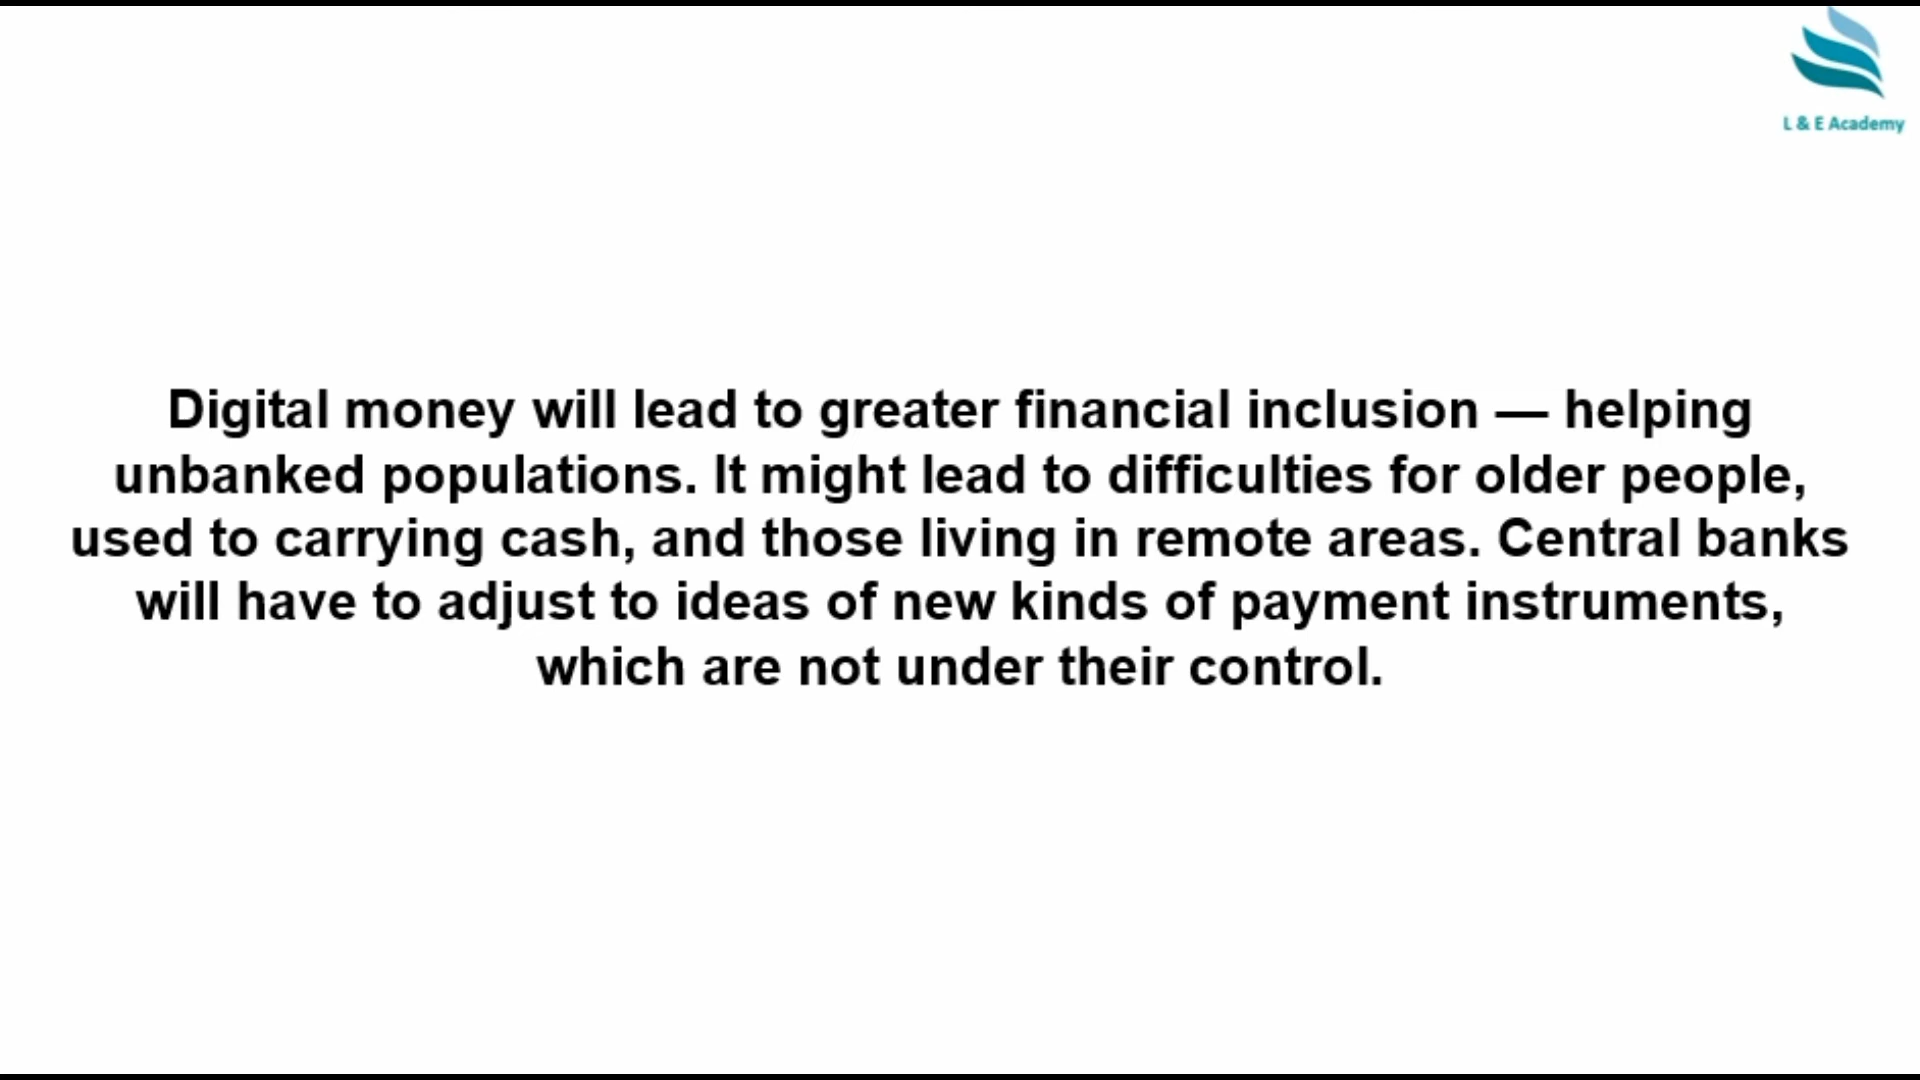 L & E Academy
Digital money will lead to greater financial inclusion — helping
unbanked populations. It might lead to difficulties for older people,
used to carrying cash, and those living in remote areas. Central banks
will have to adjust to ideas of new kinds of payment instruments,
which are not under their control.